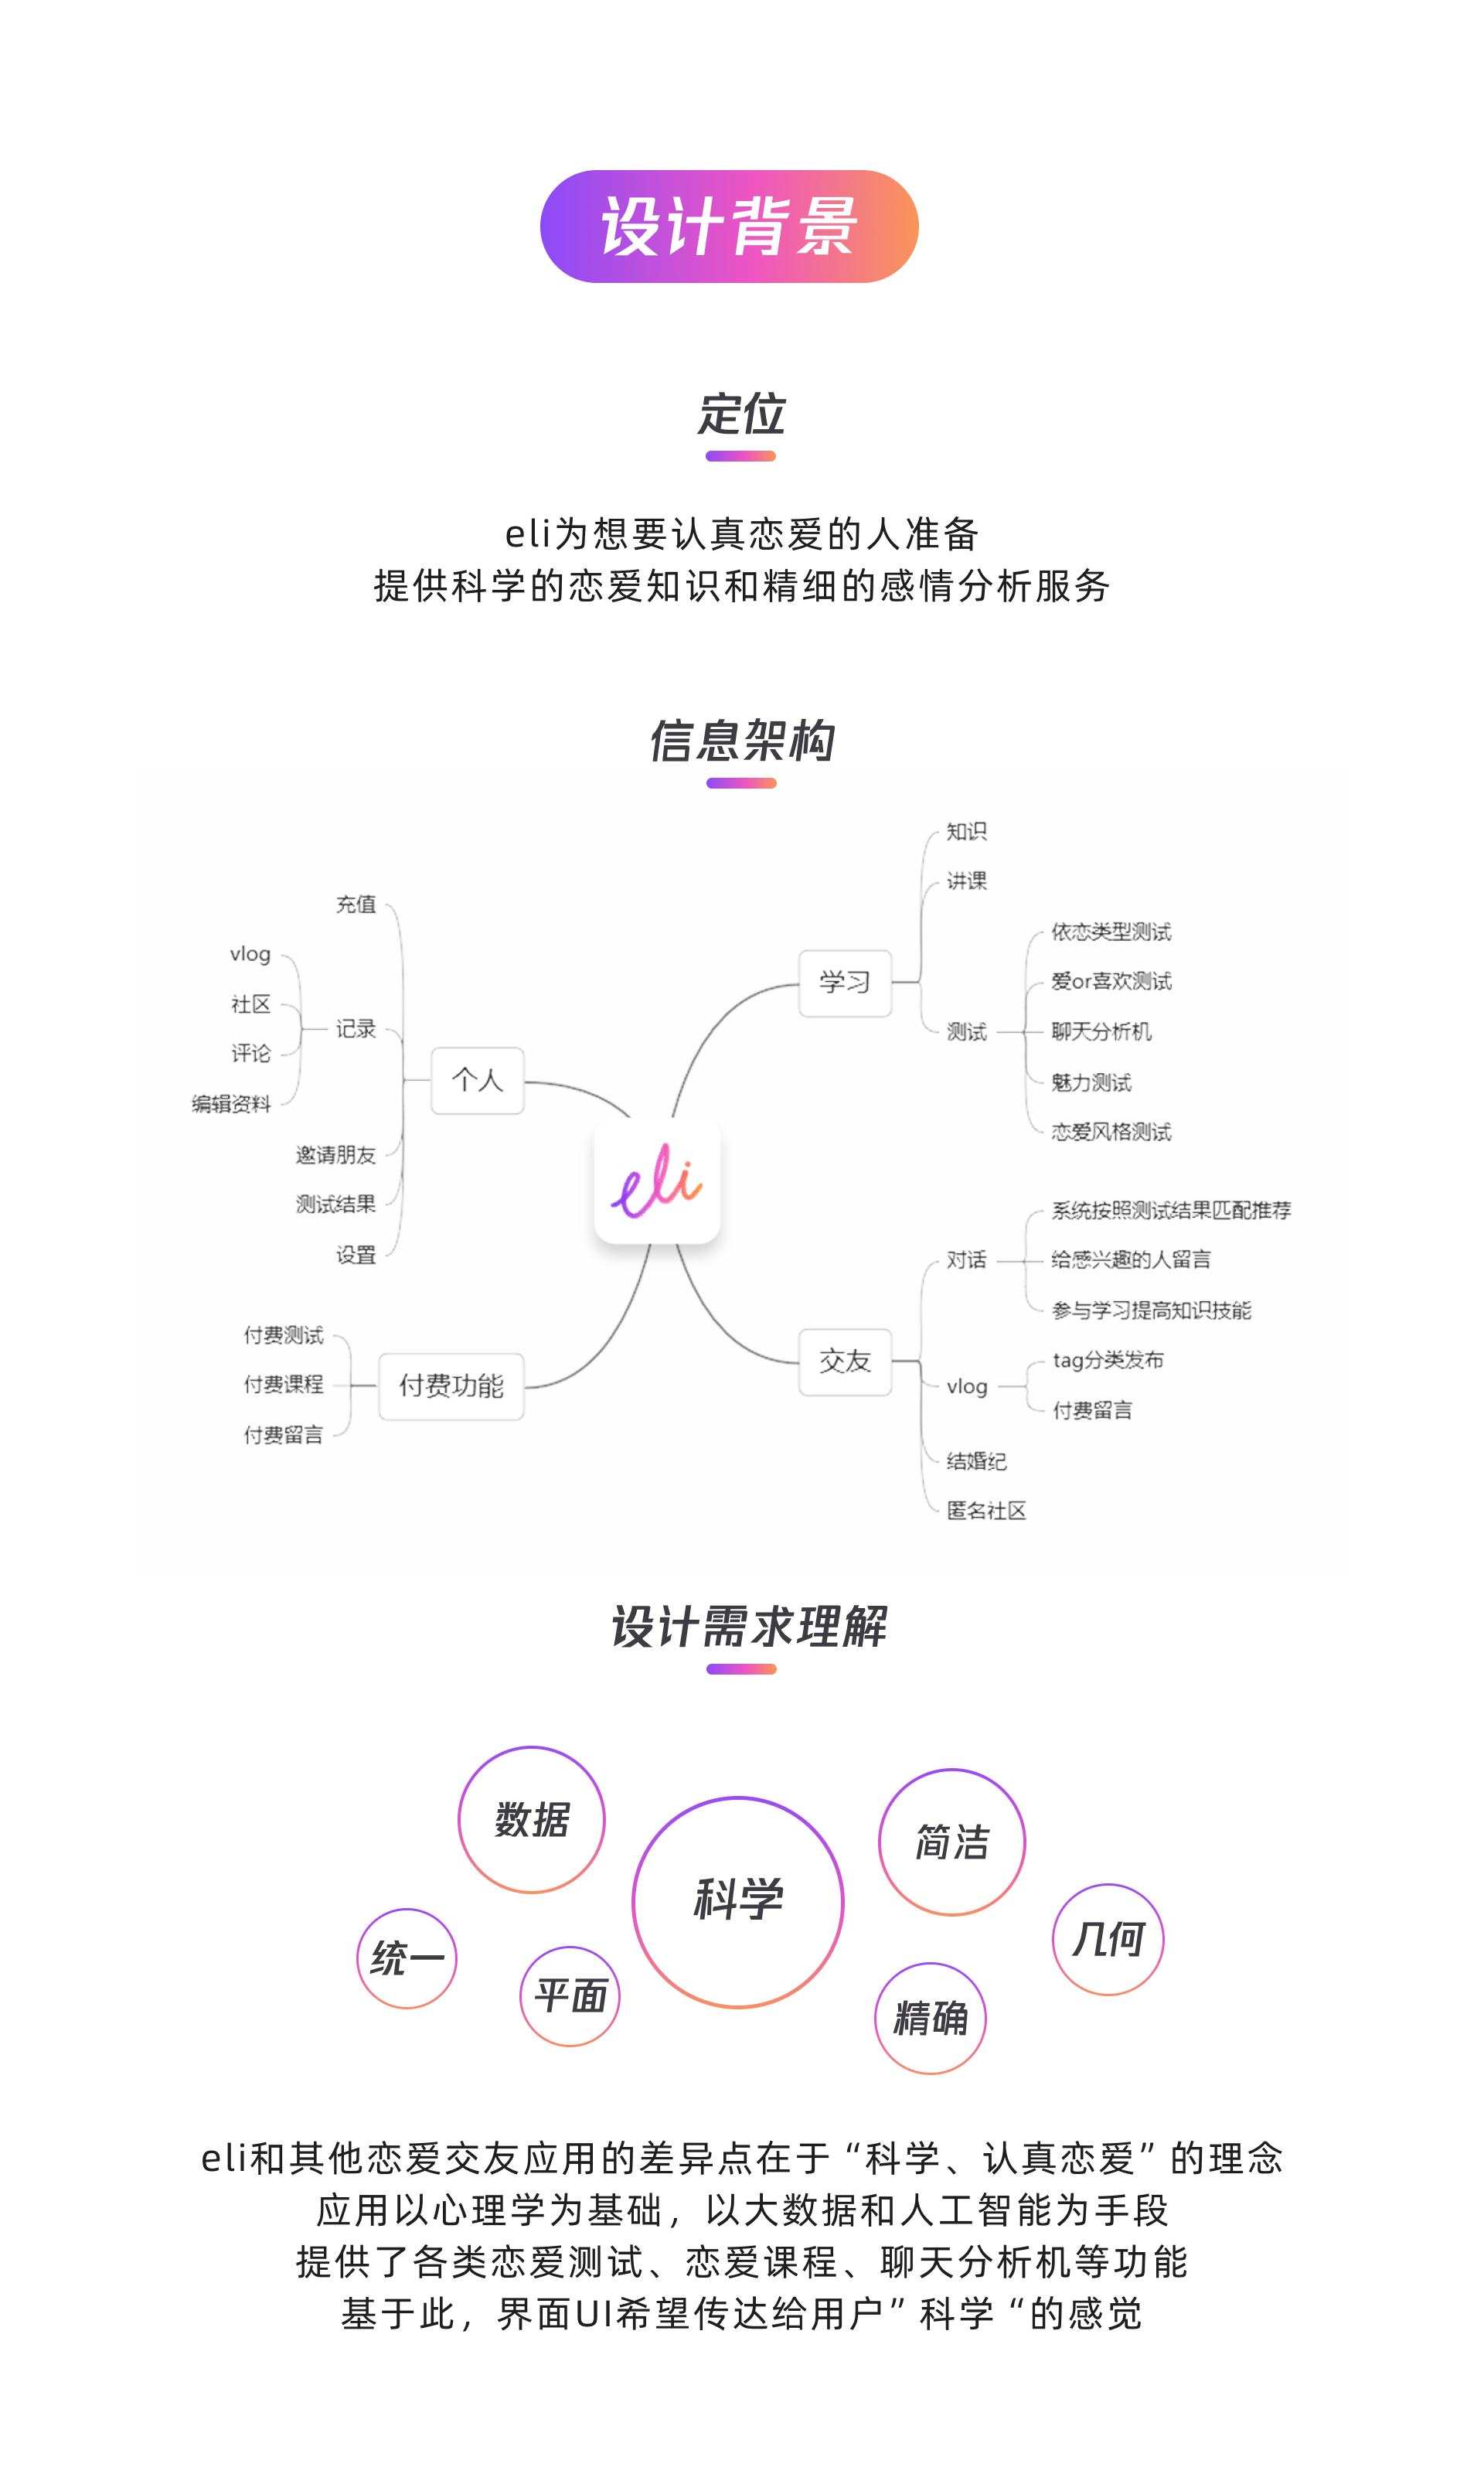 设计背景
定位
eli为想要认真恋爱的人准备
提供科学的恋爱知识和精细的感情分析服务
信息架构
充值
vlog
社区
评论
编辑资料
记录
邀请朋友
测试结果
设置
个人
付费测试
付费课程
付费留言
付费功能
eli
学习
知识
讲课
测试
依恋类型测试
爱or喜欢测试
聊天分析机
魅力测试
恋爱风格测试
交友
对话
系统按照测试结果匹配推荐
给感兴趣的人留言
参与学习提高知识技能
vlog
tag分类发布
付费留言
结婚纪
匿名社区
设计需求理解
数据
科学
简洁
统一
平面
精确
几何
eli和其他恋爱交友应用的差异点在于“科学、认真恋爱”的理念
应用以心理学为基础，以大数据和人工智能为手段
提供了各类恋爱测试、恋爱课程、聊天分析机等功能
基于此，界面UI希望传达给用户”科学“的感觉